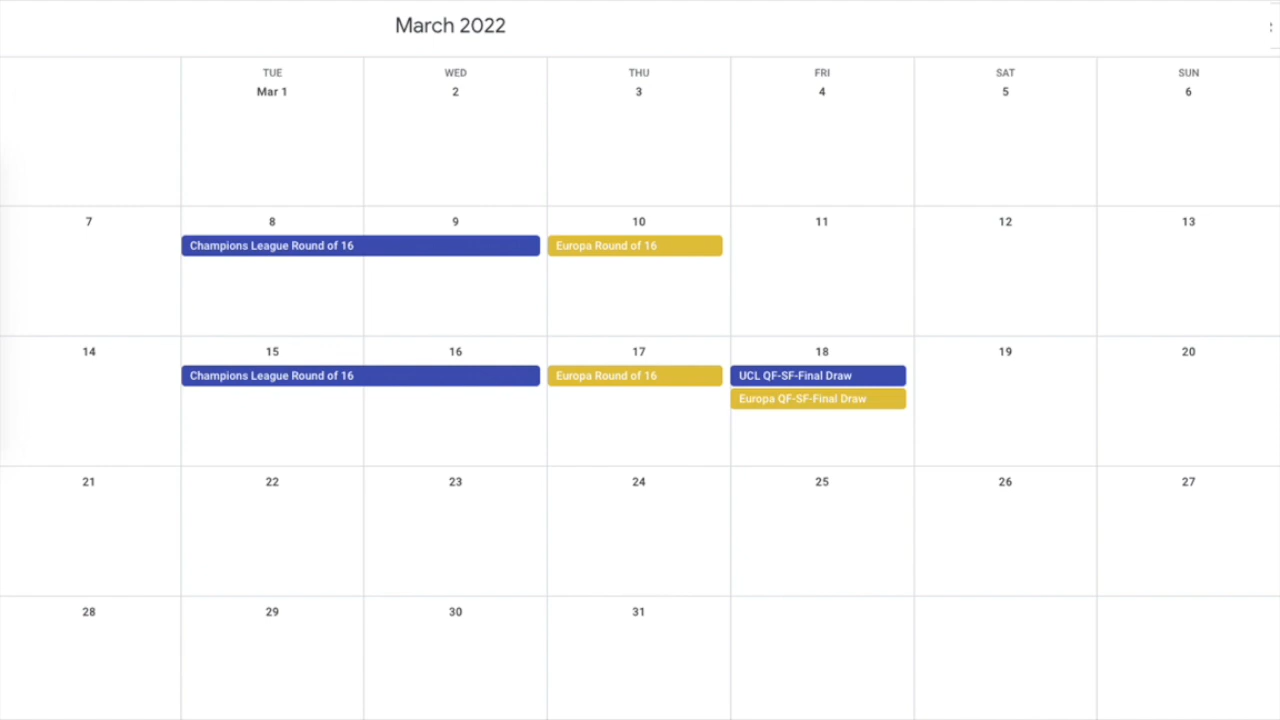 March 2022
TUE WED THU FRI SAT SUN
Mar 1 2 3 4 5 6
7 8 9 10 11 12 13
Champions League Round of 16 Europa Round of 16
14 15 16 17 18 19 20
Champions League Round of 16 Europa Round of 16 UCL QF-SF-Final Draw
Europa QF-SF-Final Draw
21 22 23 24 25 26 27
28 29 30 31